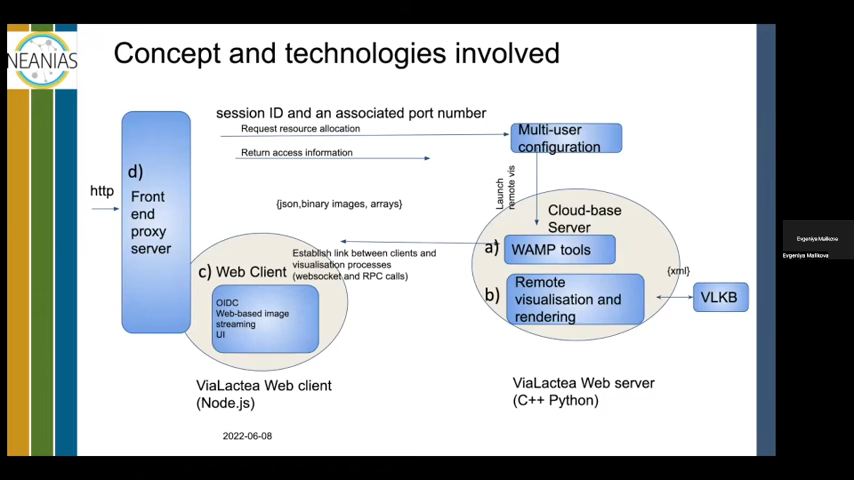 NEANIAS
Concept and technologies involved
session ID and an associated port number
Request resource allocation
Return access information
Multi-user
configuration
d)
Front
end
proxy
server
http
{json,binary images, arrays}
Launch
remote vis
Cloud-base
Server
a) WAMP tools
Establish link between clients and
visualisation processes
(websocket and RPC calls)
c) Web Client
OIDC
Web-based image
streaming
UI
b) Remote
visualisation and
rendering
{xml}
VLKB
ViaLactea Web client
(Node.js)
ViaLactea Web server
(C++ Python)
2022-06-08
Evgeniya Malikova
Evgeniya Malikova